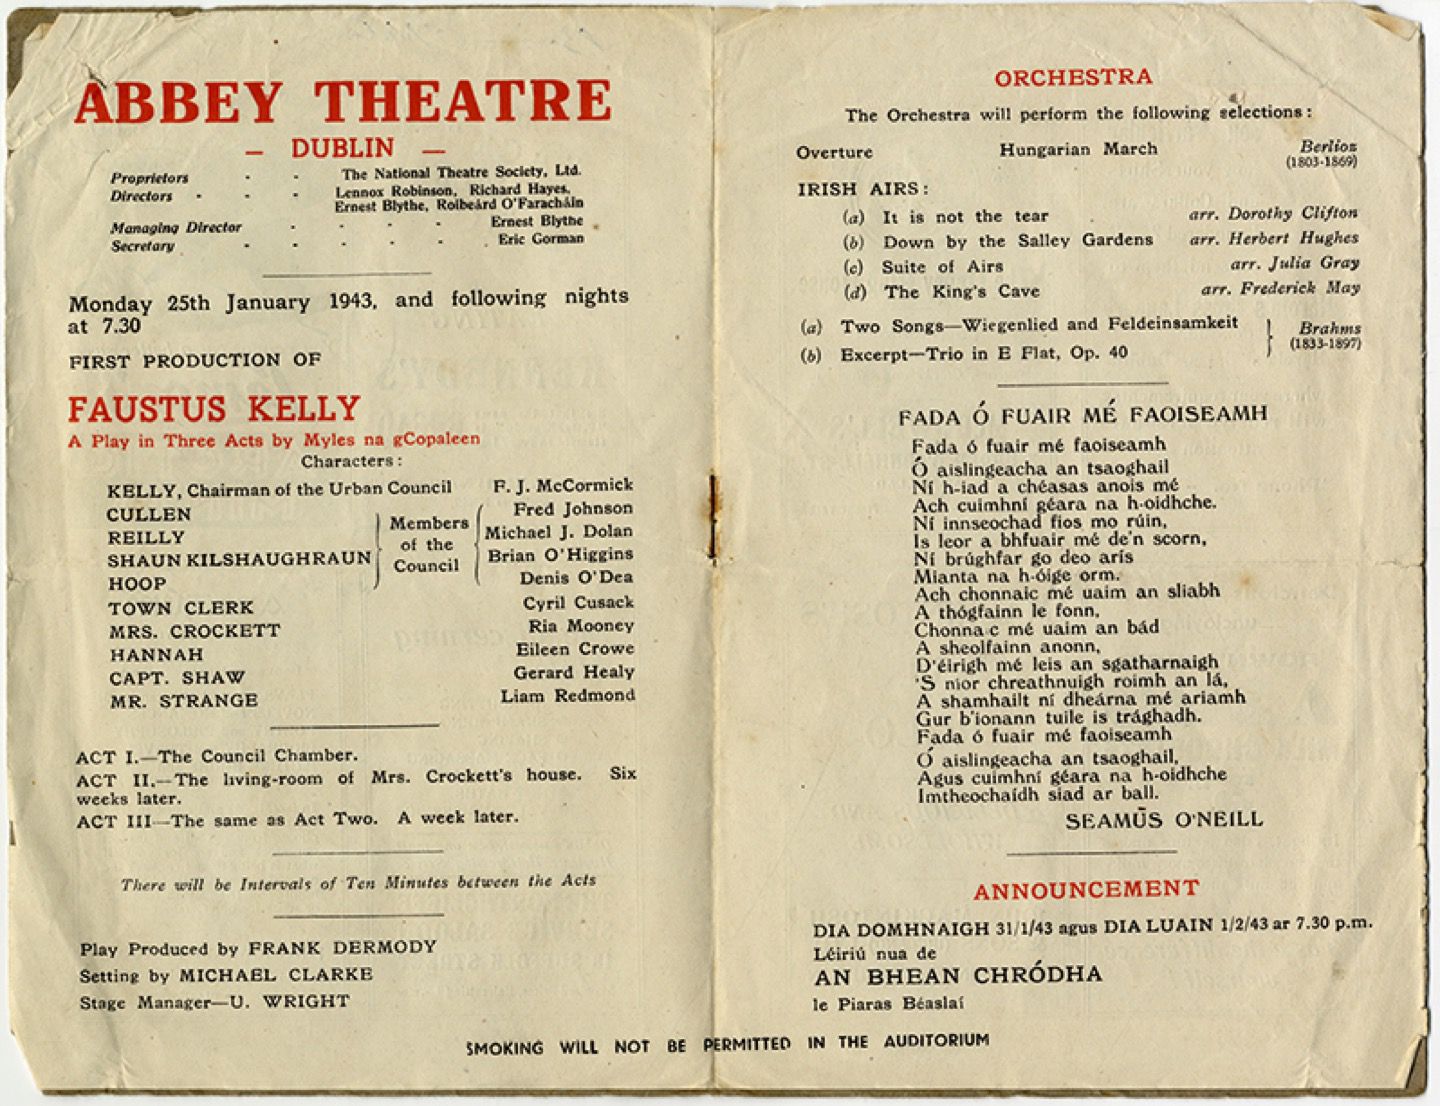 ABBEY THEATRE
— DUBLIN —
Proprietors - - The National Theatre Society, Ltd.
Directors - - - Lennox Robinson, Richard Hayes,
Ernest Blythe, Roibeárd O'Faracháin
Managing Director - - - - Ernest Blythe
Secretary - - - - - Eric Gorman
Monday 25th January 1943, and following nights
at 7.30
FIRST PRODUCTION OF
FAUSTUS KELLY
A Play in Three Acts by Myles na gCopaleen
Characters:
KELLY, Chairman of the Urban Council F. J. McCormick
CULLEN Fred Johnson
REILLY Michael J. Dolan
SHAUN KILSHAUGHRAUN Brian O'Higgins
HOOP Denis O'Dea
Members
of the
Council
TOWN CLERK Cyril Cusack
MRS. CROCKETT Ria Mooney
HANNAH Eileen Crowe
CAPT. SHAW Gerard Healy
MR. STRANGE Liam Redmond
ACT I.—The Council Chamber.
ACT II.—The living-room of Mrs. Crockett's house. Six
weeks later.
ACT III—The same as Act Two. A week later.
There will be Intervals of Ten Minutes between the Acts
Play Produced by FRANK DERMODY
Setting by MICHAEL CLARKE
Stage Manager—U. WRIGHT
ORCHESTRA
The Orchestra will perform the following selections:
Overture Hungarian March Berlioz
(1803-1869)
IRISH AIRS:
(a) It is not the tear arr. Dorothy Clifton
(b) Down by the Salley Gardens arr. Herbert Hughes
(c) Suite of Airs arr. Julia Gray
(d) The King's Cave arr. Frederick May
(a) Two Songs—Wiegenlied and Feldeinsamkeit
(b) Excerpt—Trio in E Flat, Op. 40
Brahms
(1833-1897)
FADA Ó FUAIR MÉ FAOISEAMH
Fada ó fuair mé faoiseamh
Ó aislingeacha an tsaoghail
Ní h-iad a chéasas anois mé
Ach cuimhní géara na h-oidhche.
Ní innseochad fios mo rúin,
Is leor a bhfuair mé de'n scorn,
Ní brúghfar go deo arís
Mianta na h-óige orm.
Ach chonnaic mé uaim an sliabh
A thógfainn le fonn,
Chonna c mé uaim an bád
A sheolfainn anonn,
D'éirigh mé leis an sgatharnaigh
'S níor chreathnuigh roimh an lá,
A shamhailt ní dheárna mé ariamh
Gur b'ionann tuile is trághadh.
Fada ó fuair mé faoiseamh
Ó aislingeacha an tsaoghail,
Agus cuimhní géara na h-oidhche
Imtheochaidh siad ar ball.
SEAMŪS O'NEILL
ANNOUNCEMENT
DIA DOMHNAIGH 31/1/43 agus DIA LUAIN 1/2/43 ar 7.30 p.m.
Léiriú nua de
AN BHEAN CHRÓDHA
le Piaras Béaslaí
SMOKING WILL NOT BE PERMITTED IN THE AUDITORIUM